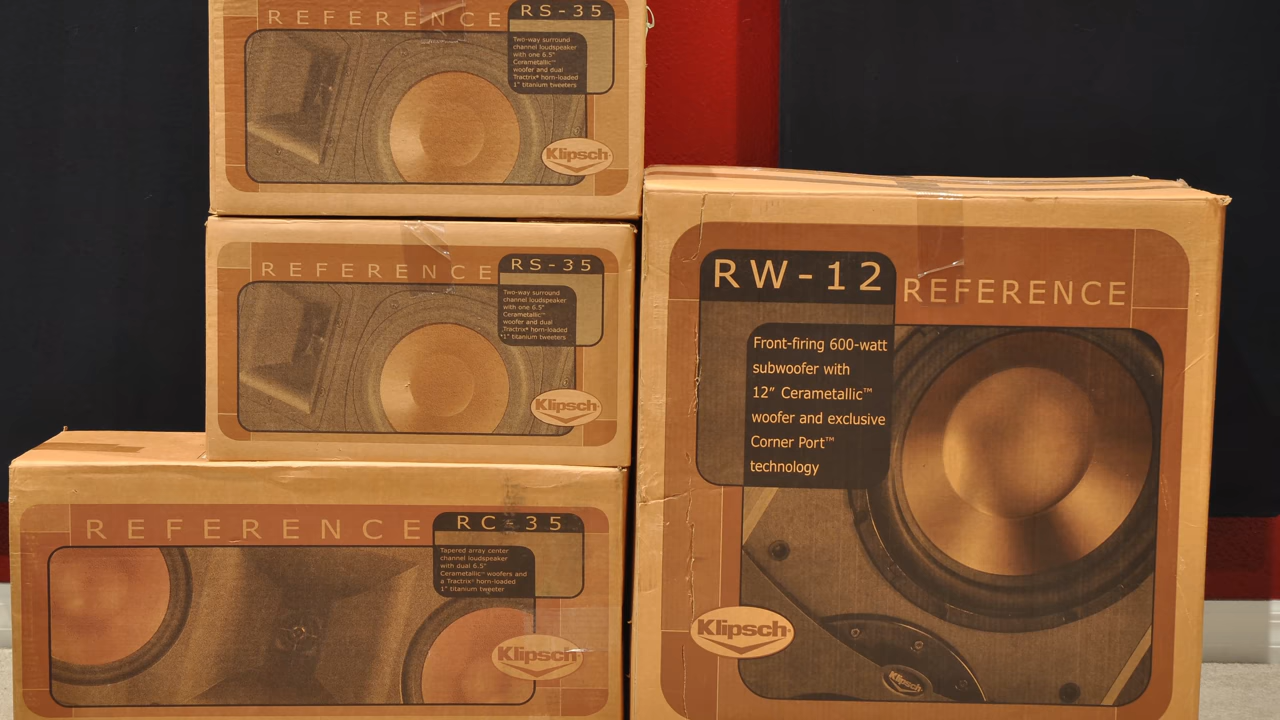 REFERENCE
RS-35
Two-way surround
channel loudspeaker
with one 6.5"
Cerametallic™
woofer and dual
Tractrix® horn-loaded
1" titanium tweeters
Klipsch®
REFERENCE
RS-35
Two-way surround
channel loudspeaker
with one 6.5"
Cerametallic™
woofer and dual
Tractrix® horn-loaded
1" titanium tweeters
Klipsch®
REFERENCE
RC-35
Tapered array center
channel loudspeaker
with dual 6.5"
Cerametallic™ woofers and
a Tractrix® horn-loaded
1" titanium tweeter
Klipsch®
RW-12
REFERENCE
Front-firing 600-watt
subwoofer with
12" Cerametallic™
woofer and exclusive
Corner Port™
technology
Klipsch®
Klipsch